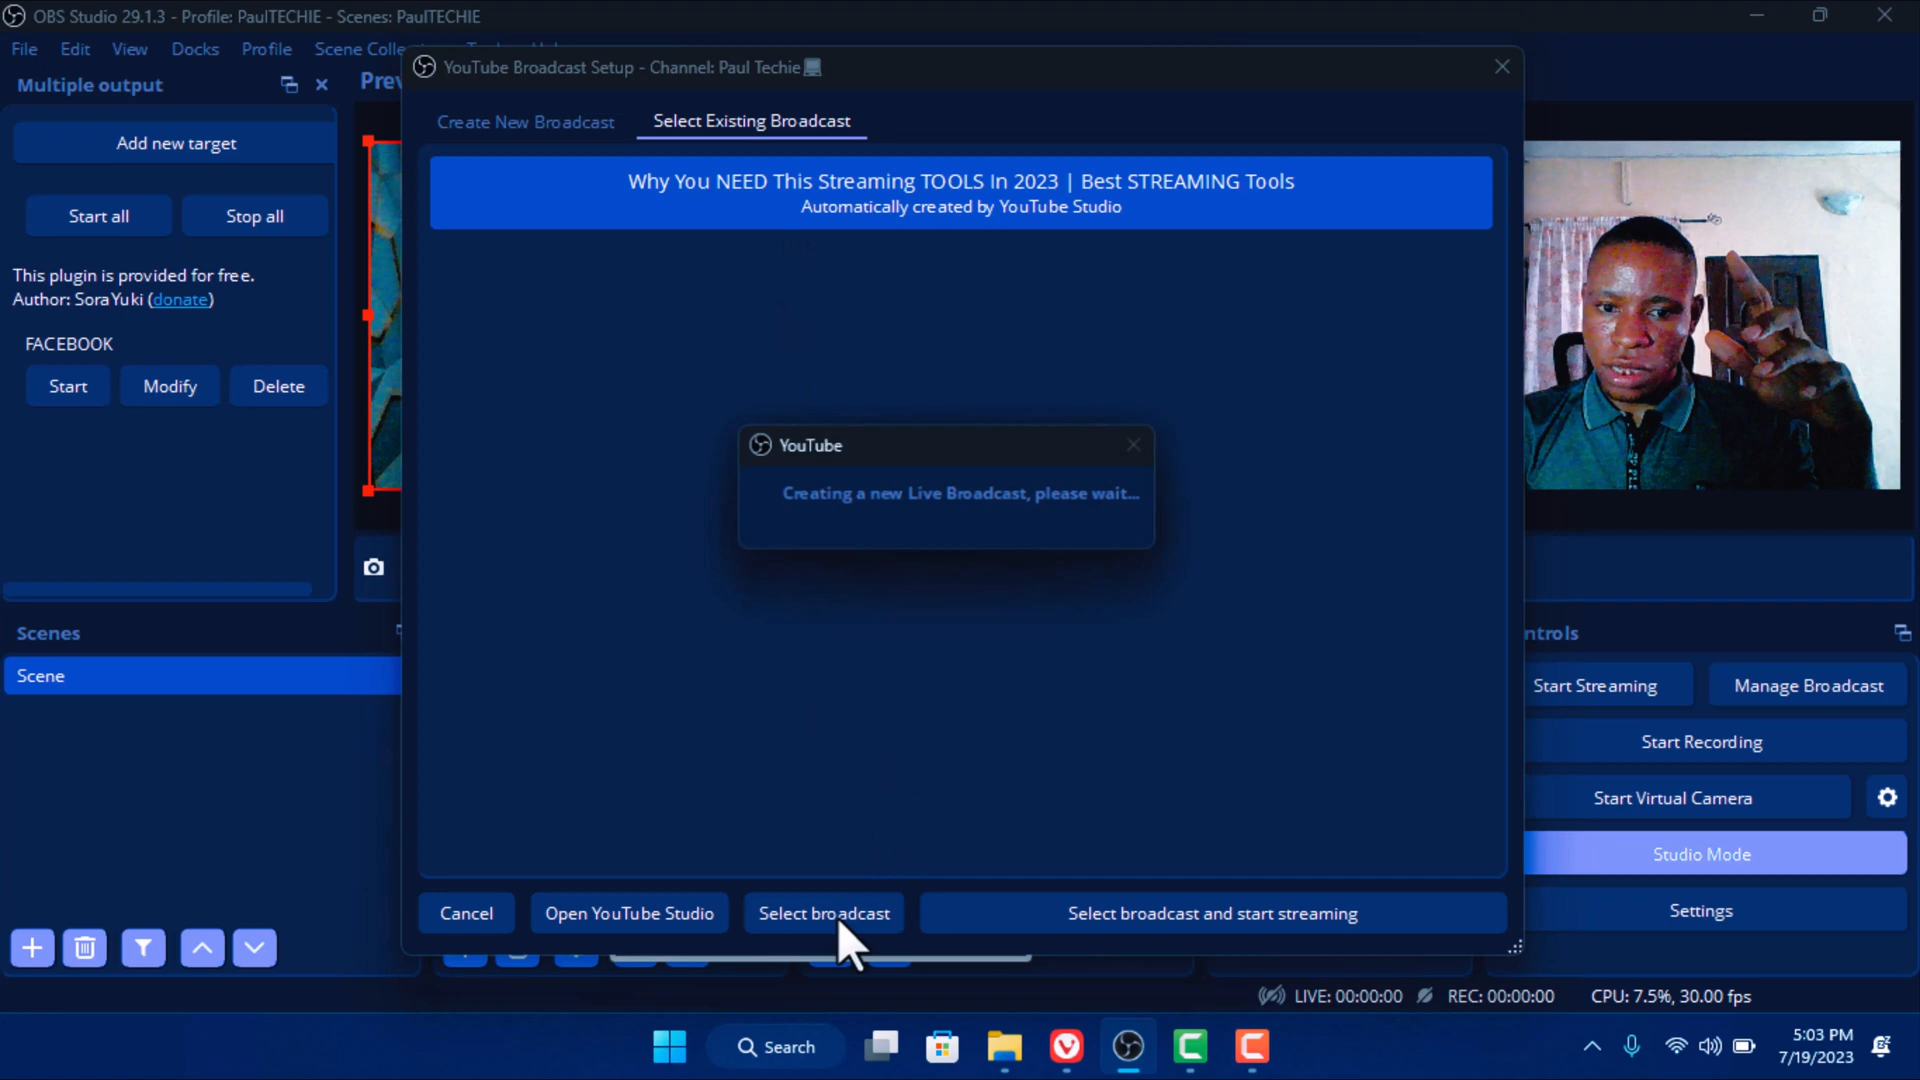 OBS Studio 29.1.3 - Profile: PaulTECHIE - Scenes: PaulTECHIE
File Edit View Docks Profile Scene Colle
Multiple output
Prev
YouTube Broadcast Setup - Channel: Paul Techie
Create New Broadcast Select Existing Broadcast
Add new target
Why You NEED This Streaming TOOLS In 2023 | Best STREAMING Tools
Automatically created by YouTube Studio
Start all Stop all
This plugin is provided for free.
Author: SoraYuki (donate)
FACEBOOK
Start Modify Delete
YouTube
Creating a new Live Broadcast, please wait...
Scenes
Scene
ntrols
Start Streaming Manage Broadcast
Start Recording
Start Virtual Camera
Studio Mode
Settings
Cancel Open YouTube Studio Select broadcast Select broadcast and start streaming
LIVE: 00:00:00 REC: 00:00:00 CPU: 7.5%, 30.00 fps
Search
5:03 PM
7/19/2023